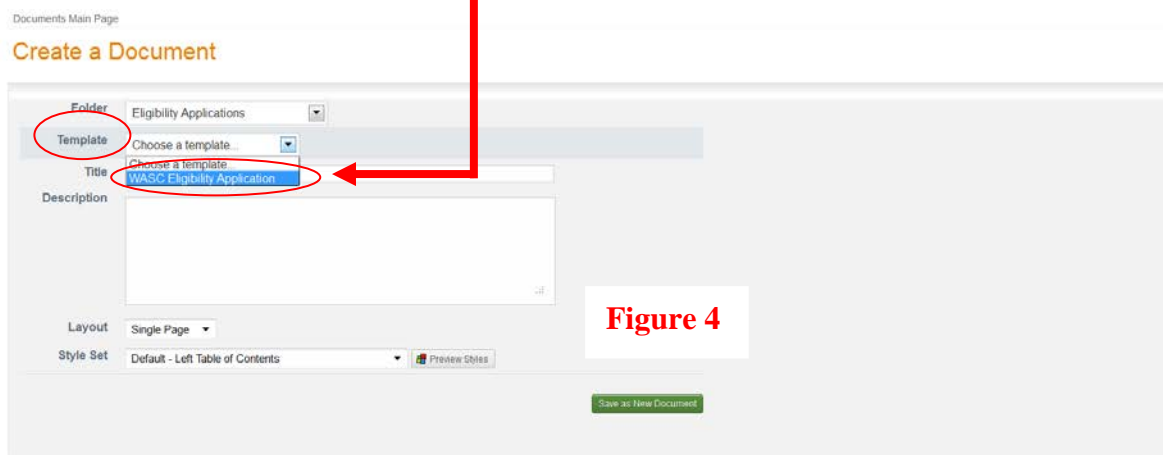 Documents Main Page
Create a Document
Folder Eligibility Applications
Template Choose a template...
Choose a template...
Title WASC Eligibility Application
Description
Figure 4
Layout Single Page
Style Set Default - Left Table of Contents Preview Styles
Save as New Document